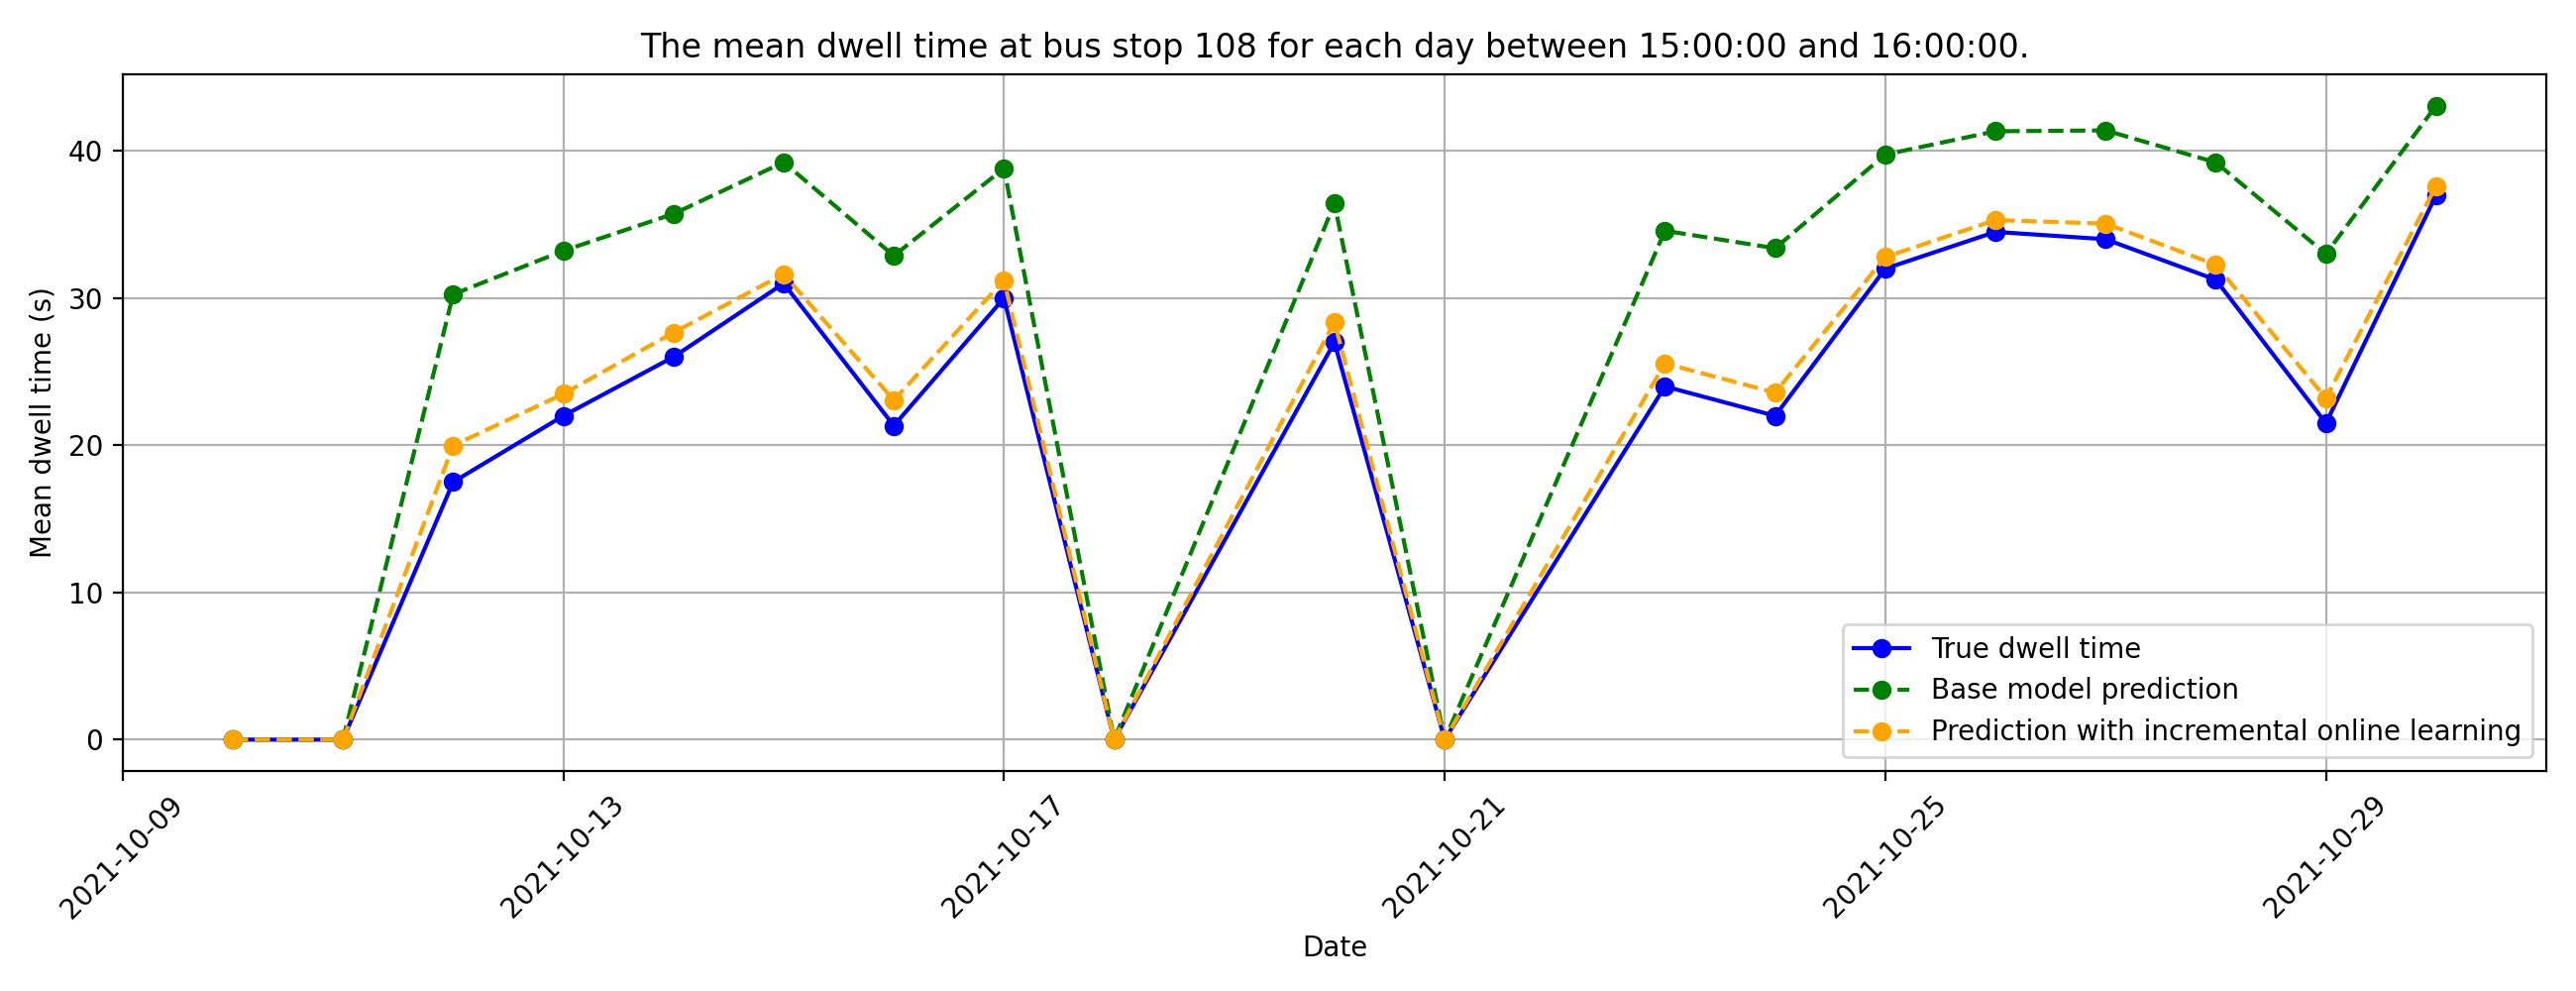 The mean dwell time at bus stop 108 for each day between 15:00:00 and 16:00:00.
Mean dwell time (s)
40
30
20
10
0
True dwell time
Base model prediction
Prediction with incremental online learning
2021-10-09
2021-10-13
2021-10-17
2021-10-21
2021-10-25
2021-10-29
Date